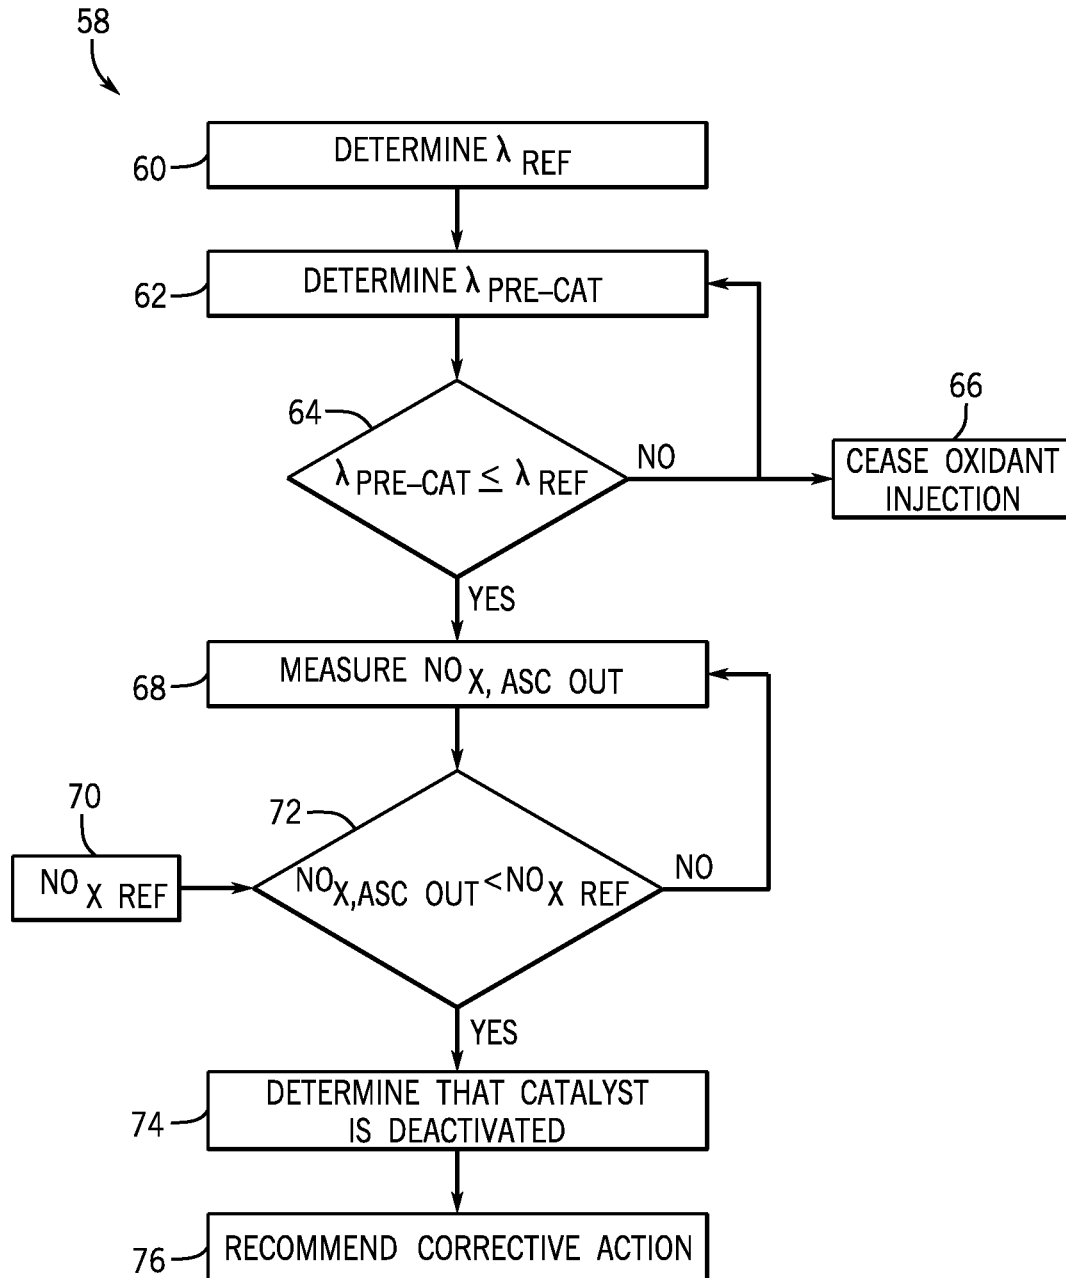 58
60
DETERMINE λ REF
62
DETERMINE λ PRE–CAT
64
λ PRE–CAT ≤ λ REF
NO
66
CEASE OXIDANT
INJECTION
YES
68
MEASURE NO X, ASC OUT
70
NO X REF
72
NO X,ASC OUT <NO X REF
NO
YES
74
DETERMINE THAT CATALYST
IS DEACTIVATED
76
RECOMMEND CORRECTIVE ACTION